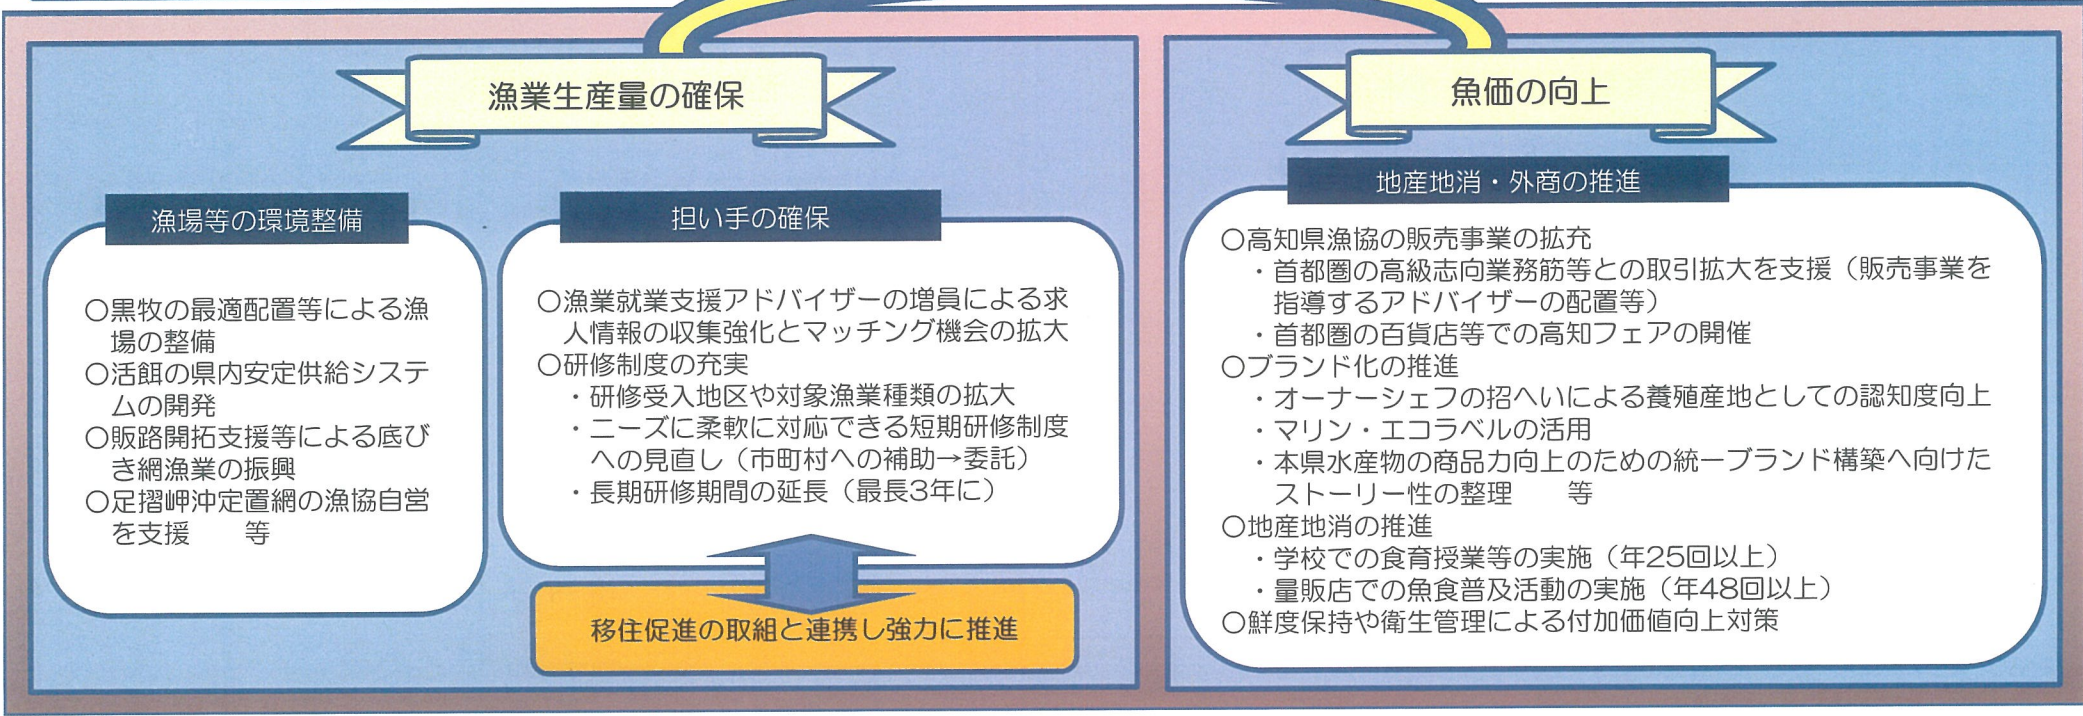 漁業生産量の確保
漁場等の環境整備
○黒牧の最適配置等による漁
場の整備
○活餌の県内安定供給システ
ムの開発
○販路開拓支援等による底び
き網漁業の振興
○足摺岬沖定置網の漁協自営
を支援　　等
担い手の確保
○漁業就業支援アドバイザーの増員による求
人情報の収集強化とマッチング機会の拡大
○研修制度の充実
・研修受入地区や対象漁業種類の拡大
・ニーズに柔軟に対応できる短期研修制度
への見直し（市町村への補助→委託）
・長期研修期間の延長（最長3年に）
移住促進の取組と連携し強力に推進
魚価の向上
地産地消・外商の推進
○高知県漁協の販売事業の拡充
・首都圏の高級志向業務筋等との取引拡大を支援（販売事業を
指導するアドバイザーの配置等）
・首都圏の百貨店等での高知フェアの開催
○ブランド化の推進
・オーナーシェフの招へいによる養殖産地としての認知度向上
・マリン・エコラベルの活用
・本県水産物の商品力向上のための統一ブランド構築へ向けた
ストーリー性の整理　　等
○地産地消の推進
・学校での食育授業等の実施（年25回以上）
・量販店での魚食普及活動の実施（年48回以上）
○鮮度保持や衛生管理による付加価値向上対策